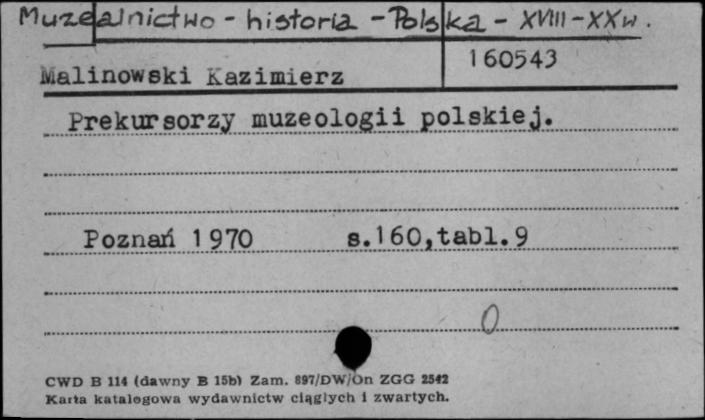 Muzealnictwo - historia - Polska - XVIII-XXw.
160543
Malinowski Kazimierz
Prekursorzy muzeologii polskiej.
Poznań 1970 s.160,tabl.9
0
CWD B 114 (dawny B 15b) Zam. 897/DW/On ZGG 2542
Karta katalogowa wydawnictw ciągłych i zwartych.